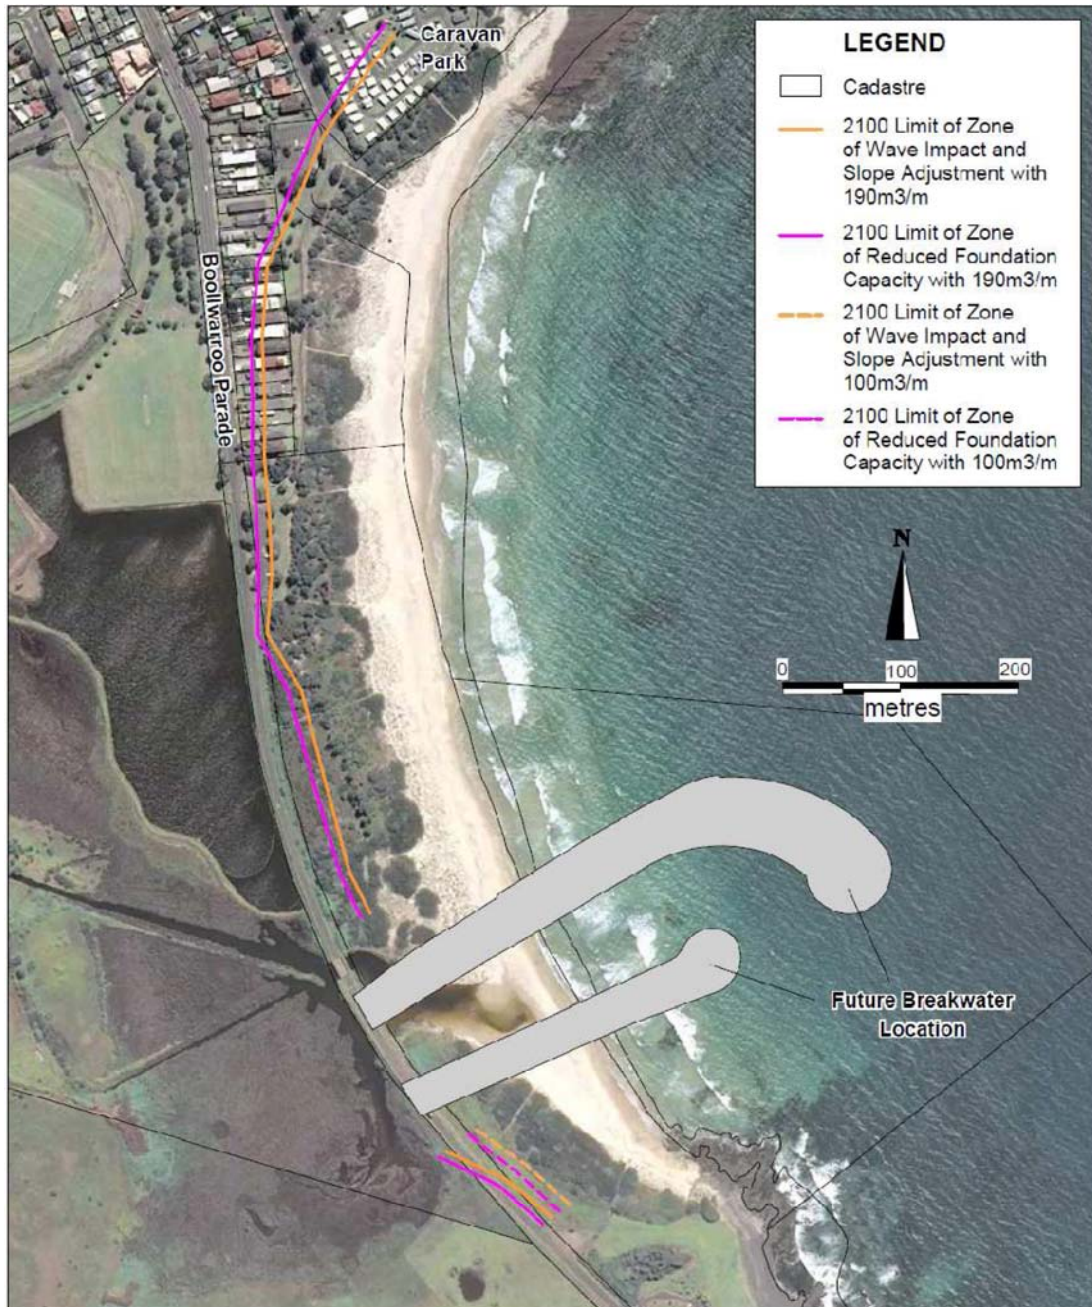 Caravan
Park
LEGEND
Cadastre
2100 Limit of Zone
of Wave Impact and
Slope Adjustment with
190m3/m
2100 Limit of Zone
of Reduced Foundation
Capacity with 190m3/m
2100 Limit of Zone
of Wave Impact and
Slope Adjustment with
100m3/m
2100 Limit of Zone
of Reduced Foundation
Capacity with 100m3/m
Boollwarroo Parade
N
0 100 200
metres
Future Breakwater
Location